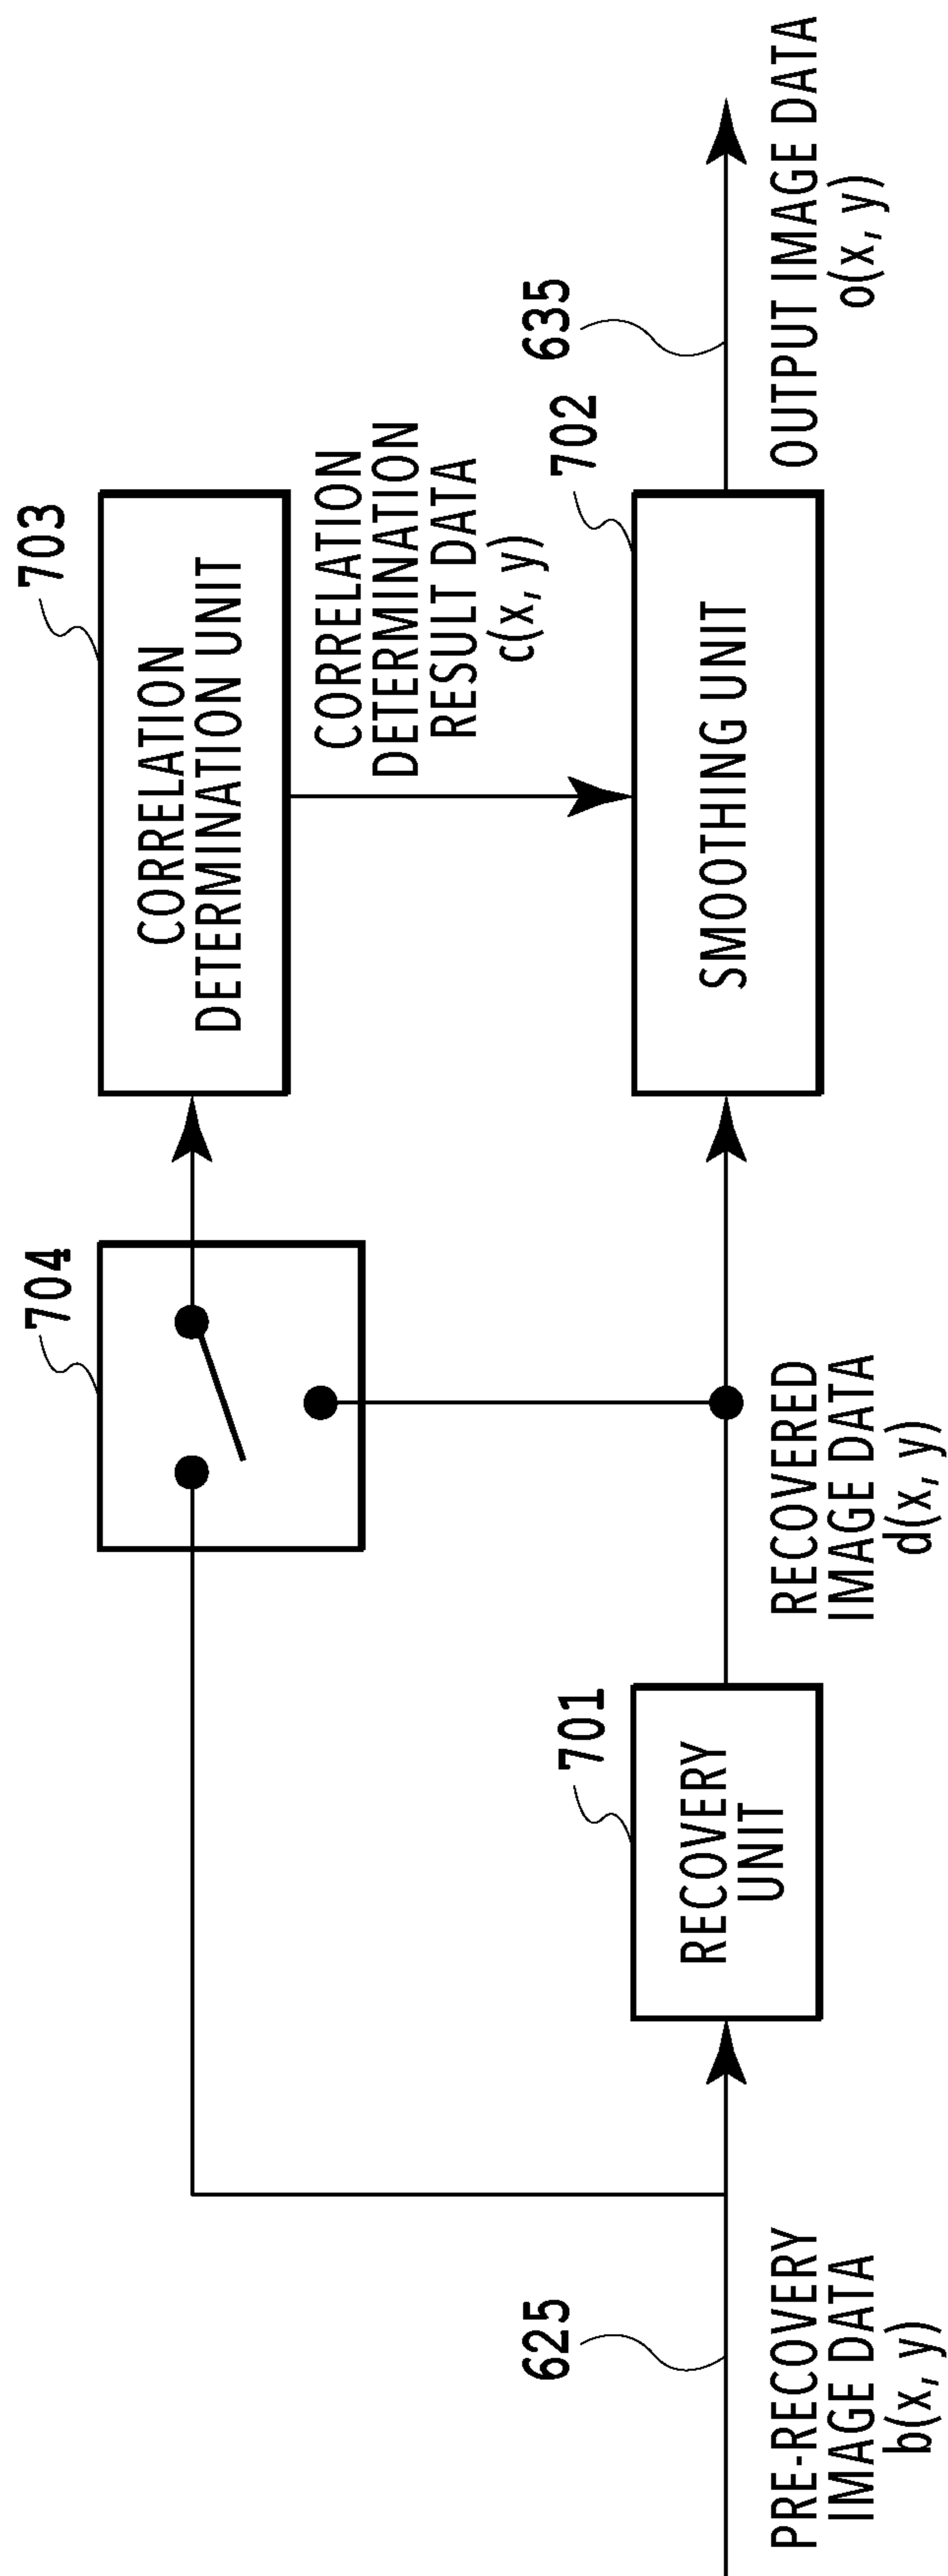 703
CORRELATION
DETERMINATION UNIT
704
CORRELATION
DETERMINATION
RESULT DATA
c(x, y)
625
PRE-RECOVERY
IMAGE DATA
b(x, y)
701
RECOVERY
UNIT
RECOVERED
IMAGE DATA
d(x, y)
702
SMOOTHING UNIT
635
OUTPUT IMAGE DATA
o(x, y)